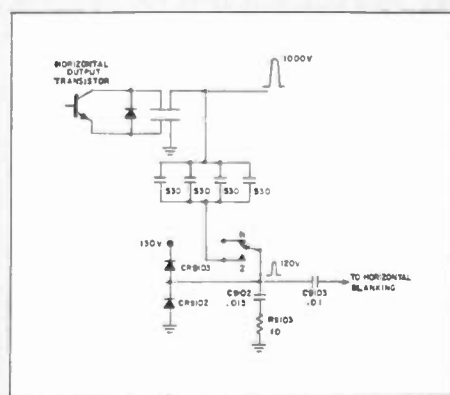 HORIZONTAL
OUTPUT
TRANSISTOR
1000V
530
530
530
530
130V
120V
CR9103
2
CR9102
C9102
.015
C9103
.01
TO HORIZONTAL
BLANKING
R9103
10